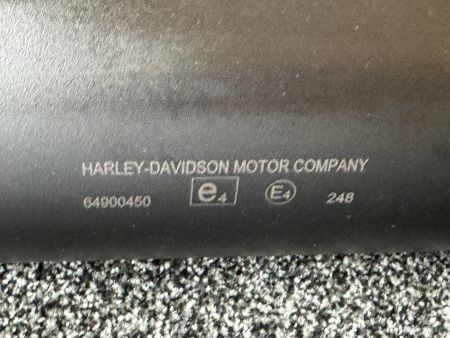 HARLEY-DAVIDSON MOTOR COMPANY
64900450 e4 E4 248